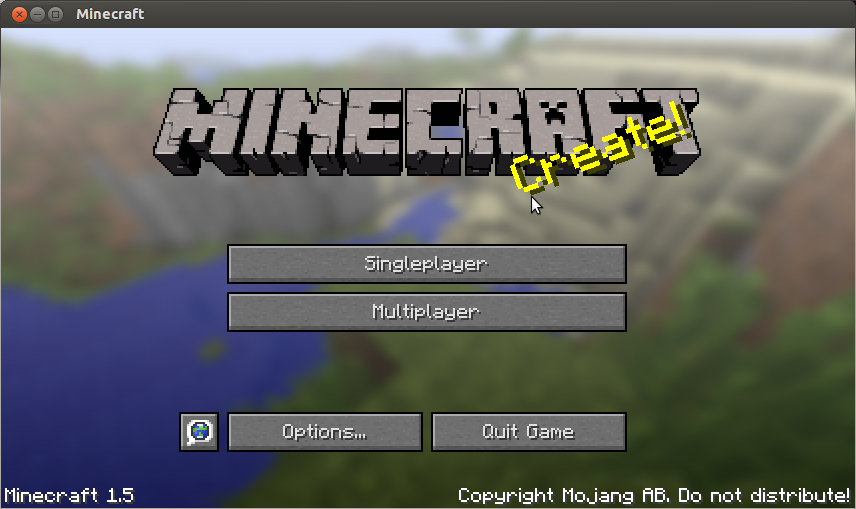 Minecraft
MINECRAFT
Create!
Singleplayer
Multiplayer
Options...
Quit Game
Minecraft 1.5
Copyright Mojang AB. Do not distribute!